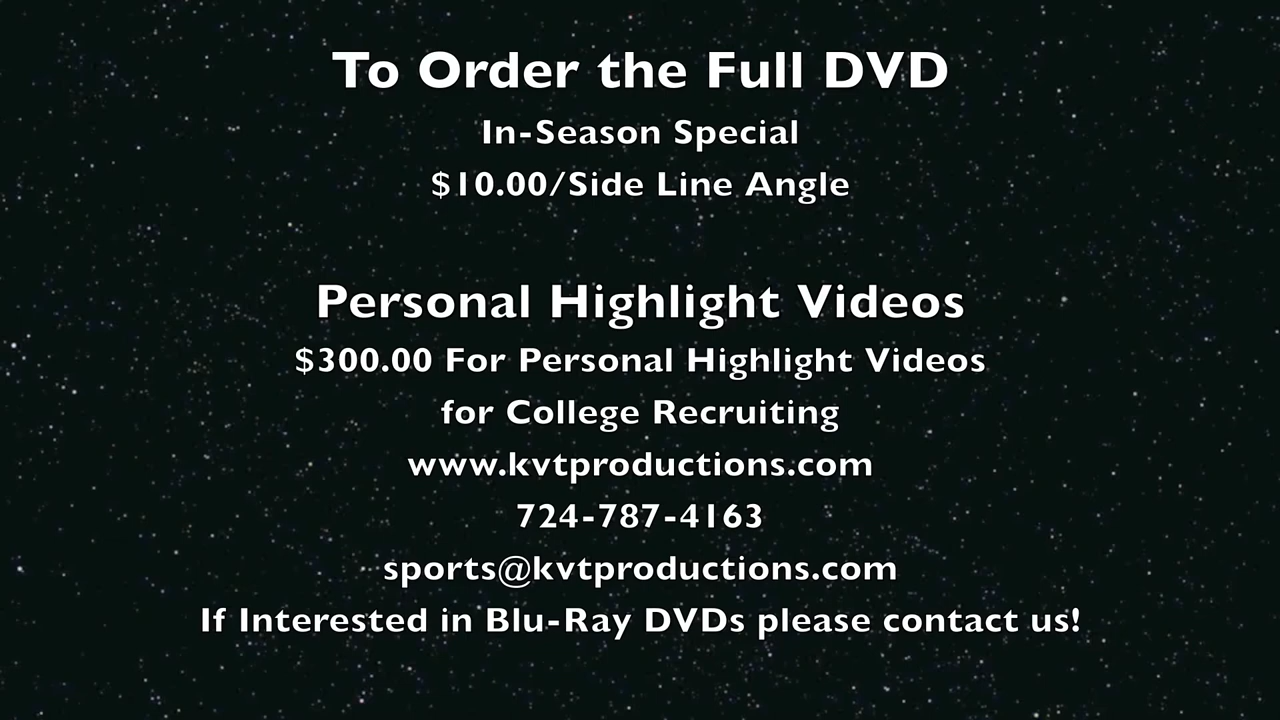 To Order the Full DVD
In-Season Special
$10.00/Side Line Angle
Personal Highlight Videos
$300.00 For Personal Highlight Videos
for College Recruiting
www.kvtproductions.com
724-787-4163
sports@kvtproductions.com
If Interested in Blu-Ray DVDs please contact us!